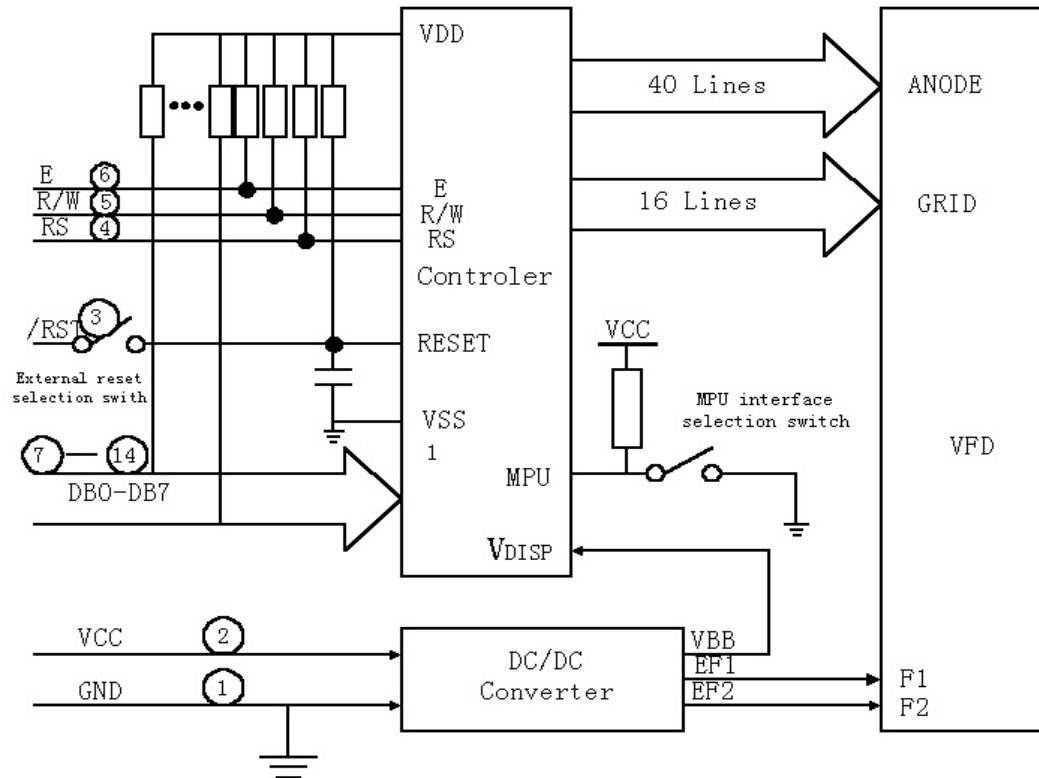 VDD
40 Lines
ANODE
E
6
E
R/W
5
R/W
16 Lines
GRID
RS
4
RS
Controler
/RST
3
RESET
VCC
External reset
selection swith
MPU interface
selection switch
VSS
1
7
14
VFD
DB0-DB7
MPU
VDISP
VCC
2
VBB
DC/DC
Converter
EF1
F1
GND
1
EF2
F2